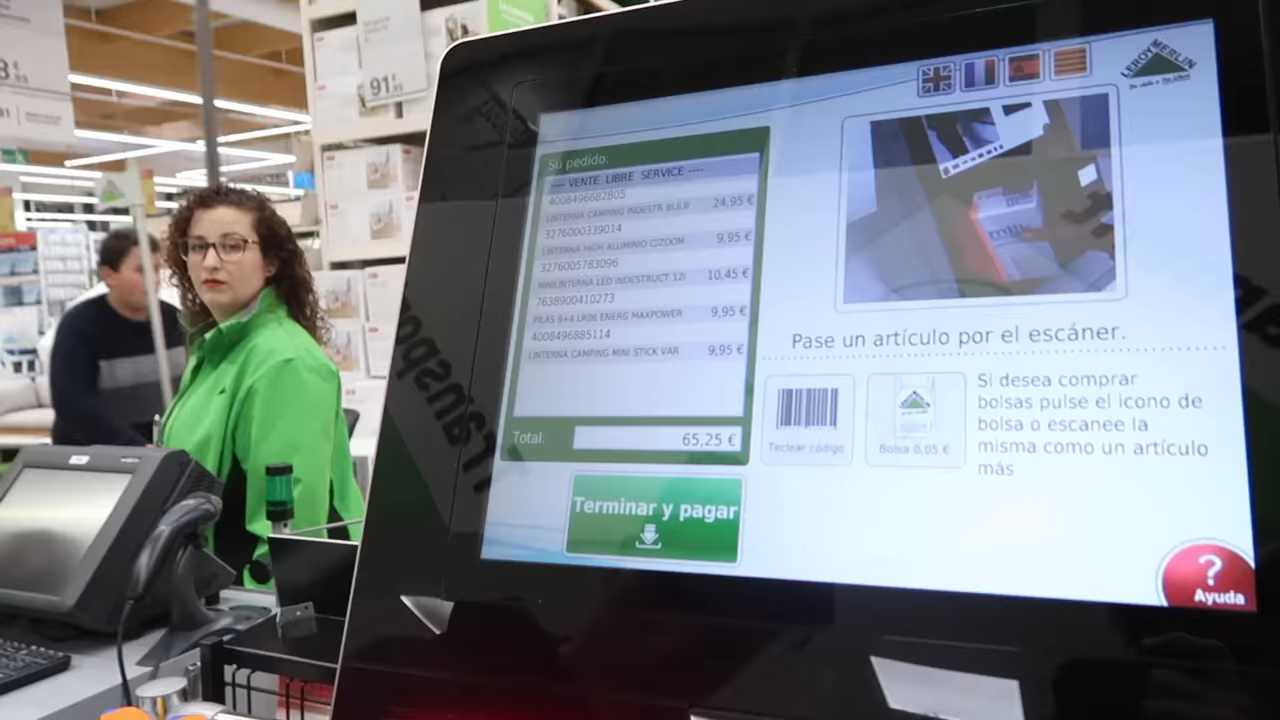 91
LEROY MERLIN
Su pedido:
---- VENTE LIBRE SERVICE ----
4008496682805
LINTERNA CAMPING INDESTR BLUB 24,95 €
3276000339014
LINTERNA HIGH ALUMINIO C/ZOOM 9,95 €
3276005783096
MINILINTERNA LED INDESTRUCT 12L 10,45 €
7638900410273
PILAS 8+4 LR06 ENERG MAXPOWER 9,95 €
4008496885114
LINTERNA CAMPING MINI STICK VAR 9,95 €
Total: 65,25 €
Terminar y pagar
Pase un artículo por el escáner.
Teclear código
Bolsa 0,05 €
Si desea comprar
bolsas pulse el icono de
bolsa o escanee la
misma como un artículo
más
?
Ayuda